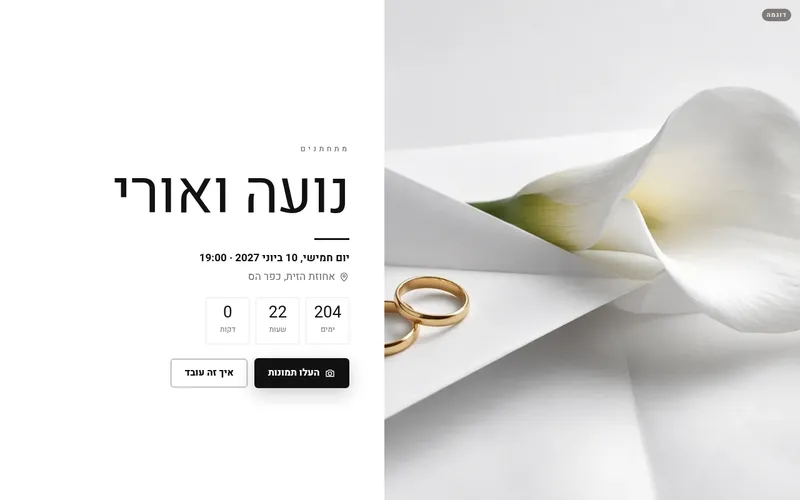 דוגמה
מתחתנים
נועה ואורי
יום חמישי, 10 ביוני 2027 · 19:00
אחוזת הזית, כפר הס
204 22 0
ימים שעות דקות
העלו תמונות איך זה עובד